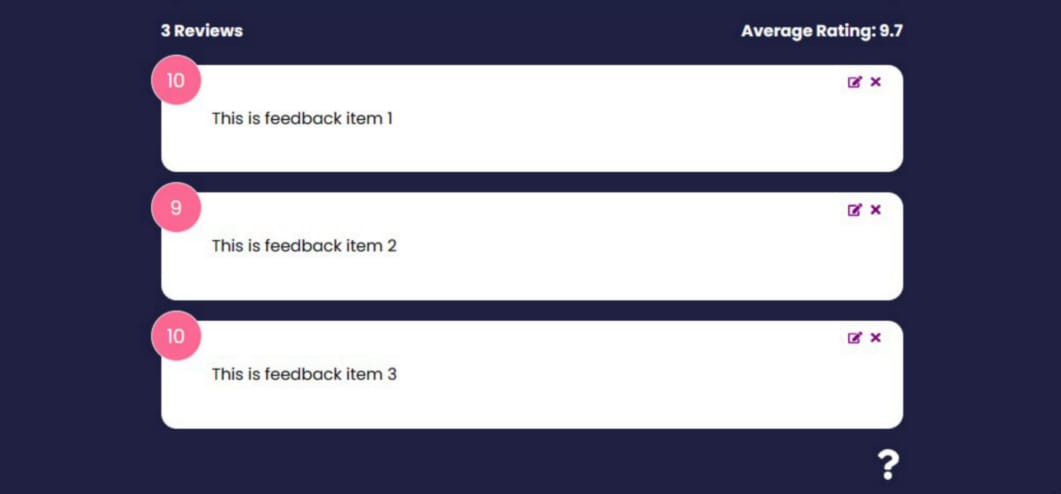 3 Reviews
Average Rating: 9.7
10
This is feedback item 1
9
This is feedback item 2
10
This is feedback item 3
?